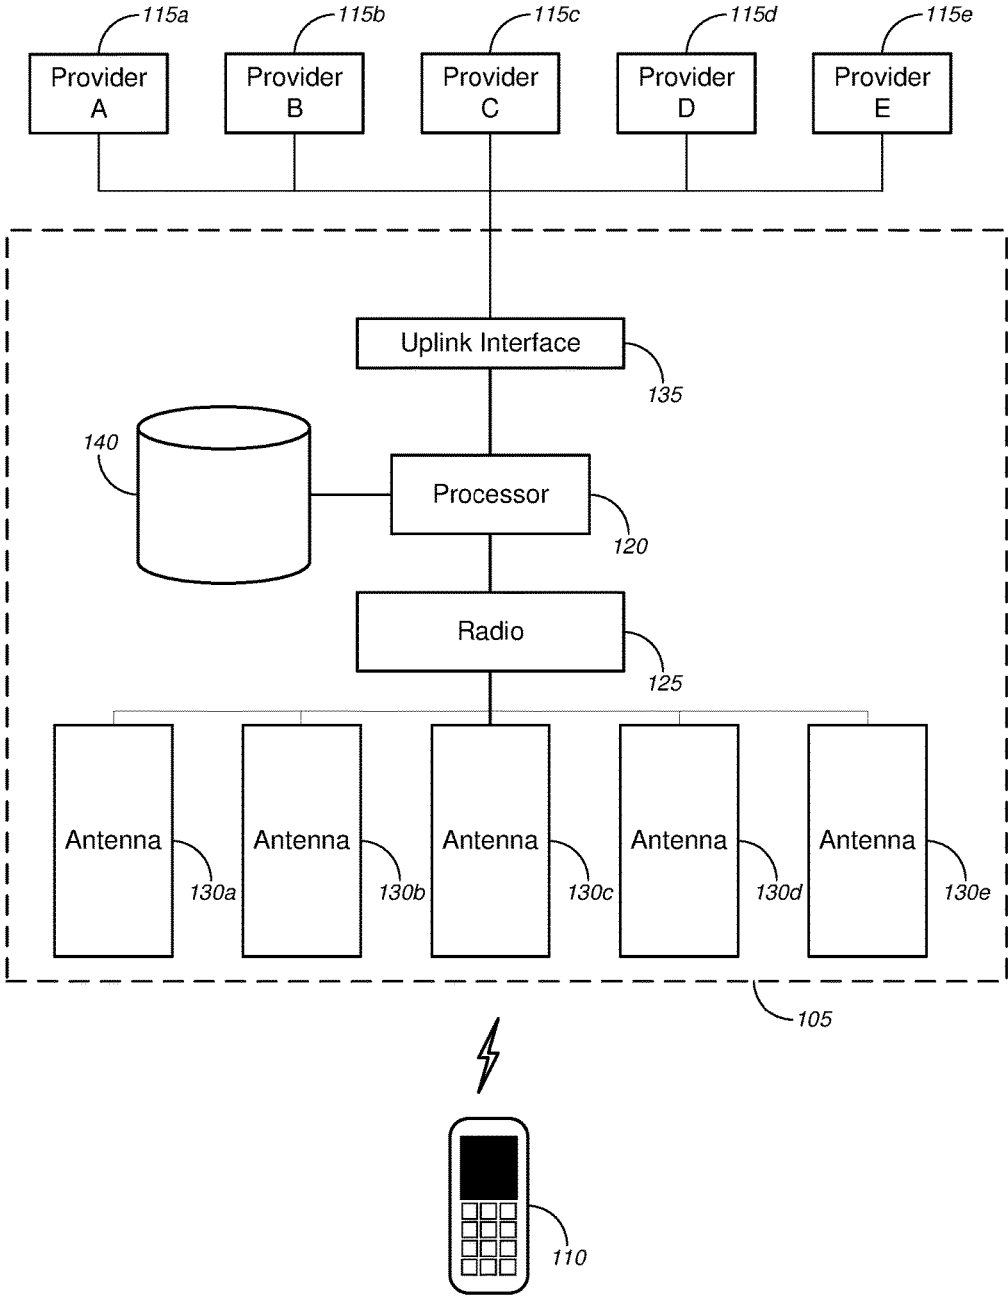 115a 115b 115c 115d 115e
Provider
A
Provider
B
Provider
C
Provider
D
Provider
E
Uplink Interface
135
140
Processor
120
Radio
125
Antenna
130a
Antenna
130b
Antenna
130c
Antenna
130d
Antenna
130e
105
110